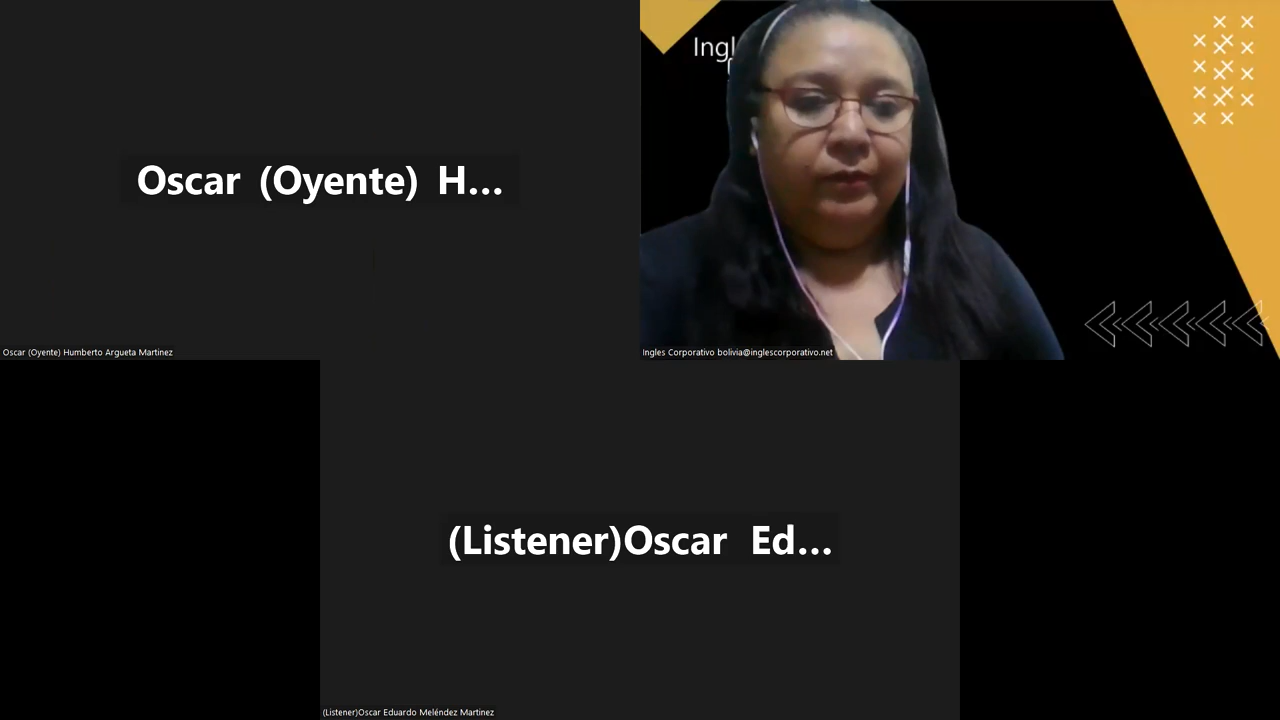 Oscar (Oyente) H...
Oscar (Oyente) Humberto Argueta Martinez
Ingl
Ingles Corporativo bolivia@inglescorporativo.net
(Listener)Oscar Ed...
(Listener)Oscar Eduardo Meléndez Martinez